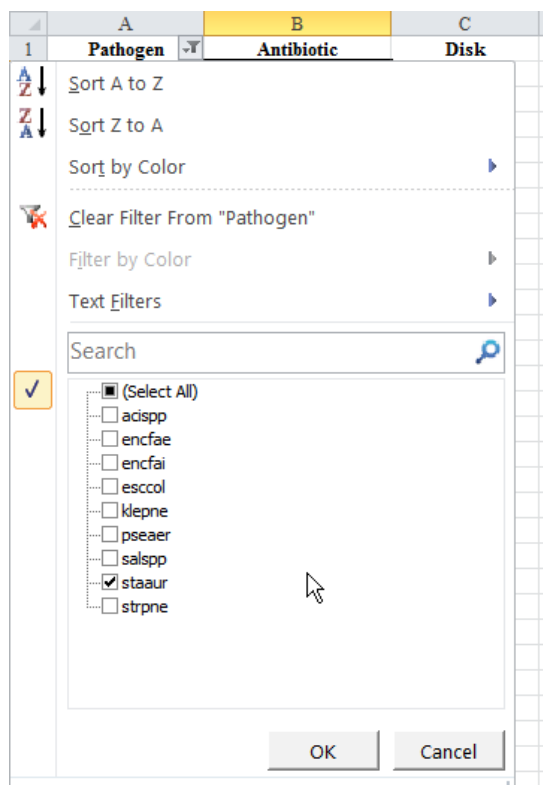 A B C
1 Pathogen Antibiotic Disk
A Z Sort A to Z
Z A Sort Z to A
Sort by Color
Clear Filter From "Pathogen"
Filter by Color
Text Filters
Search
(Select All)
acispp
encfae
encfai
esccol
klepne
pseaer
salspp
staaur
strpne
OK Cancel